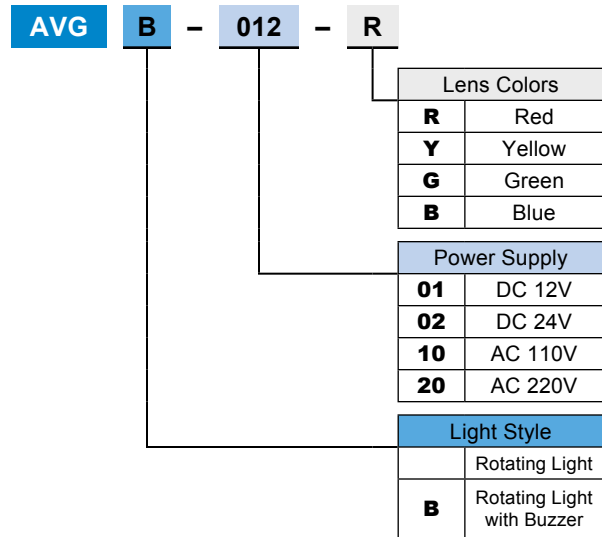 AVG B – 012 – R
Lens Colors
R Red
Y Yellow
G Green
B Blue
Power Supply
01 DC 12V
02 DC 24V
10 AC 110V
20 AC 220V
Light Style
Rotating Light
B Rotating Light
with Buzzer